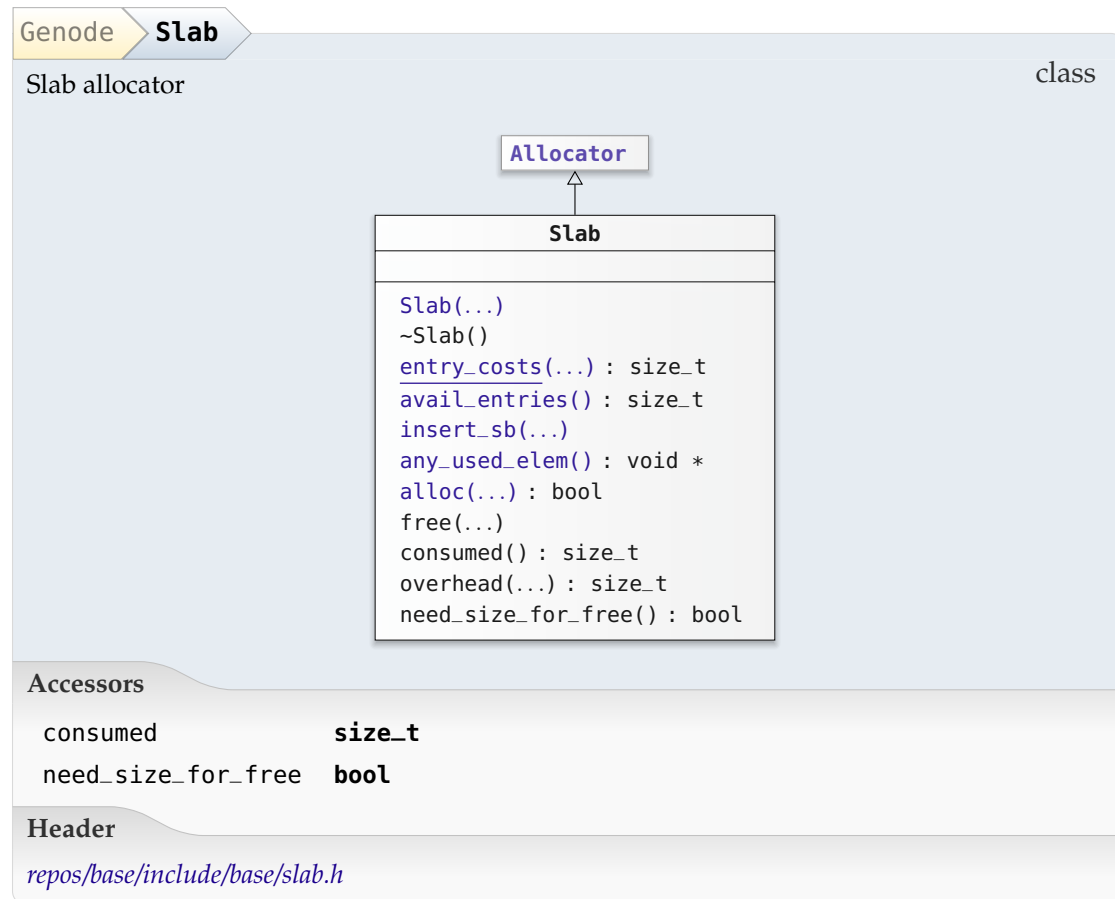 Genode Slab
Slab allocator
class
Allocator
Slab
Slab(...)
~Slab()
entry_costs(...) : size_t
avail_entries() : size_t
insert_sb(...)
any_used_elem() : void *
alloc(...) : bool
free(...)
consumed() : size_t
overhead(...) : size_t
need_size_for_free() : bool
Accessors
consumed size_t
need_size_for_free bool
Header
repos/base/include/base/slab.h